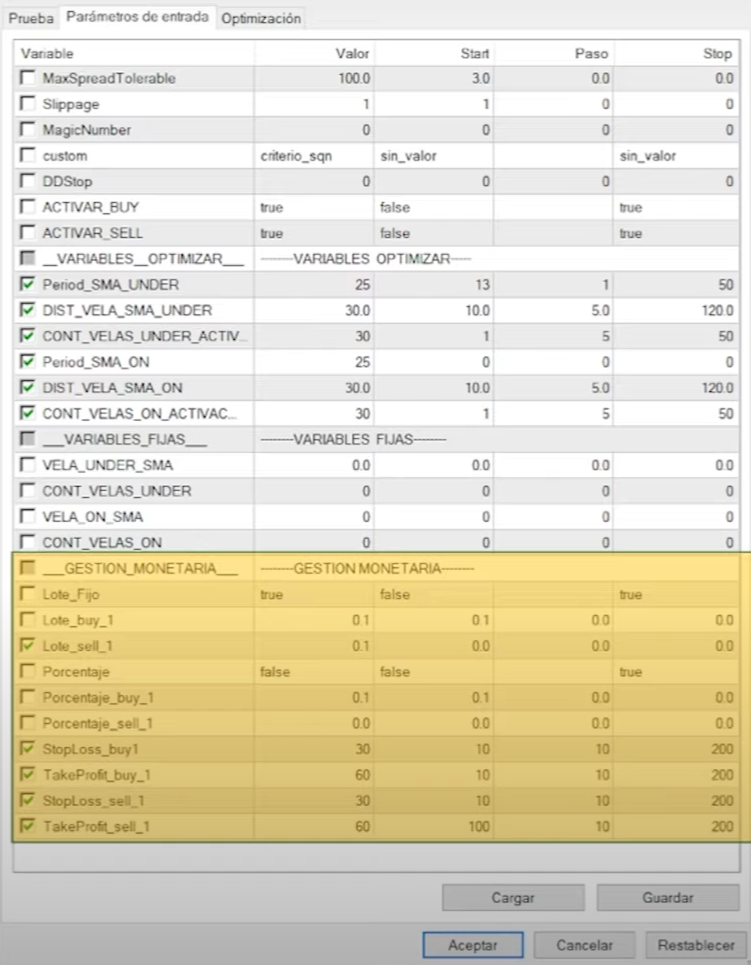 Prueba Parámetros de entrada Optimización
Variable Valor Start Paso Stop
MaxSpreadTolerable 100.0 3.0 0.0 0.0
Slippage 1 1 0 0
MagicNumber 0 0 0 0
custom criterio_sqn sin_valor sin_valor
DDStop 0 0 0 0
ACTIVAR_BUY true false true
ACTIVAR_SELL true false true
__VARIABLES__OPTIMIZAR___ --------VARIABLES OPTIMIZAR-----
Period_SMA_UNDER 25 13 1 50
DIST_VELA_SMA_UNDER 30.0 10.0 5.0 120.0
CONT_VELAS_UNDER_ACTIV... 30 1 5 50
Period_SMA_ON 25 0 0 0
DIST_VELA_SMA_ON 30.0 10.0 5.0 120.0
CONT_VELAS_ON_ACTIVAC... 30 1 5 50
___VARIABLES_FIJAS___ --------VARIABLES FIJAS--------
VELA_UNDER_SMA 0.0 0.0 0.0 0.0
CONT_VELAS_UNDER 0 0 0 0
VELA_ON_SMA 0 0 0 0
CONT_VELAS_ON 0 0 0 0
___GESTION_MONETARIA___ --------GESTION MONETARIA--------
Lote_Fijo true false true
Lote_buy_1 0.1 0.1 0.0 0.0
Lote_sell_1 0.1 0.0 0.0 0.0
Porcentaje false false true
Porcentaje_buy_1 0.1 0.1 0.0 0.0
Porcentaje_sell_1 0.0 0.0 0.0 0.0
StopLoss_buy1 30 10 10 200
TakeProfit_buy_1 60 10 10 200
StopLoss_sell_1 30 10 10 200
TakeProfit_sell_1 60 100 10 200
Cargar Guardar
Aceptar Cancelar Restablecer